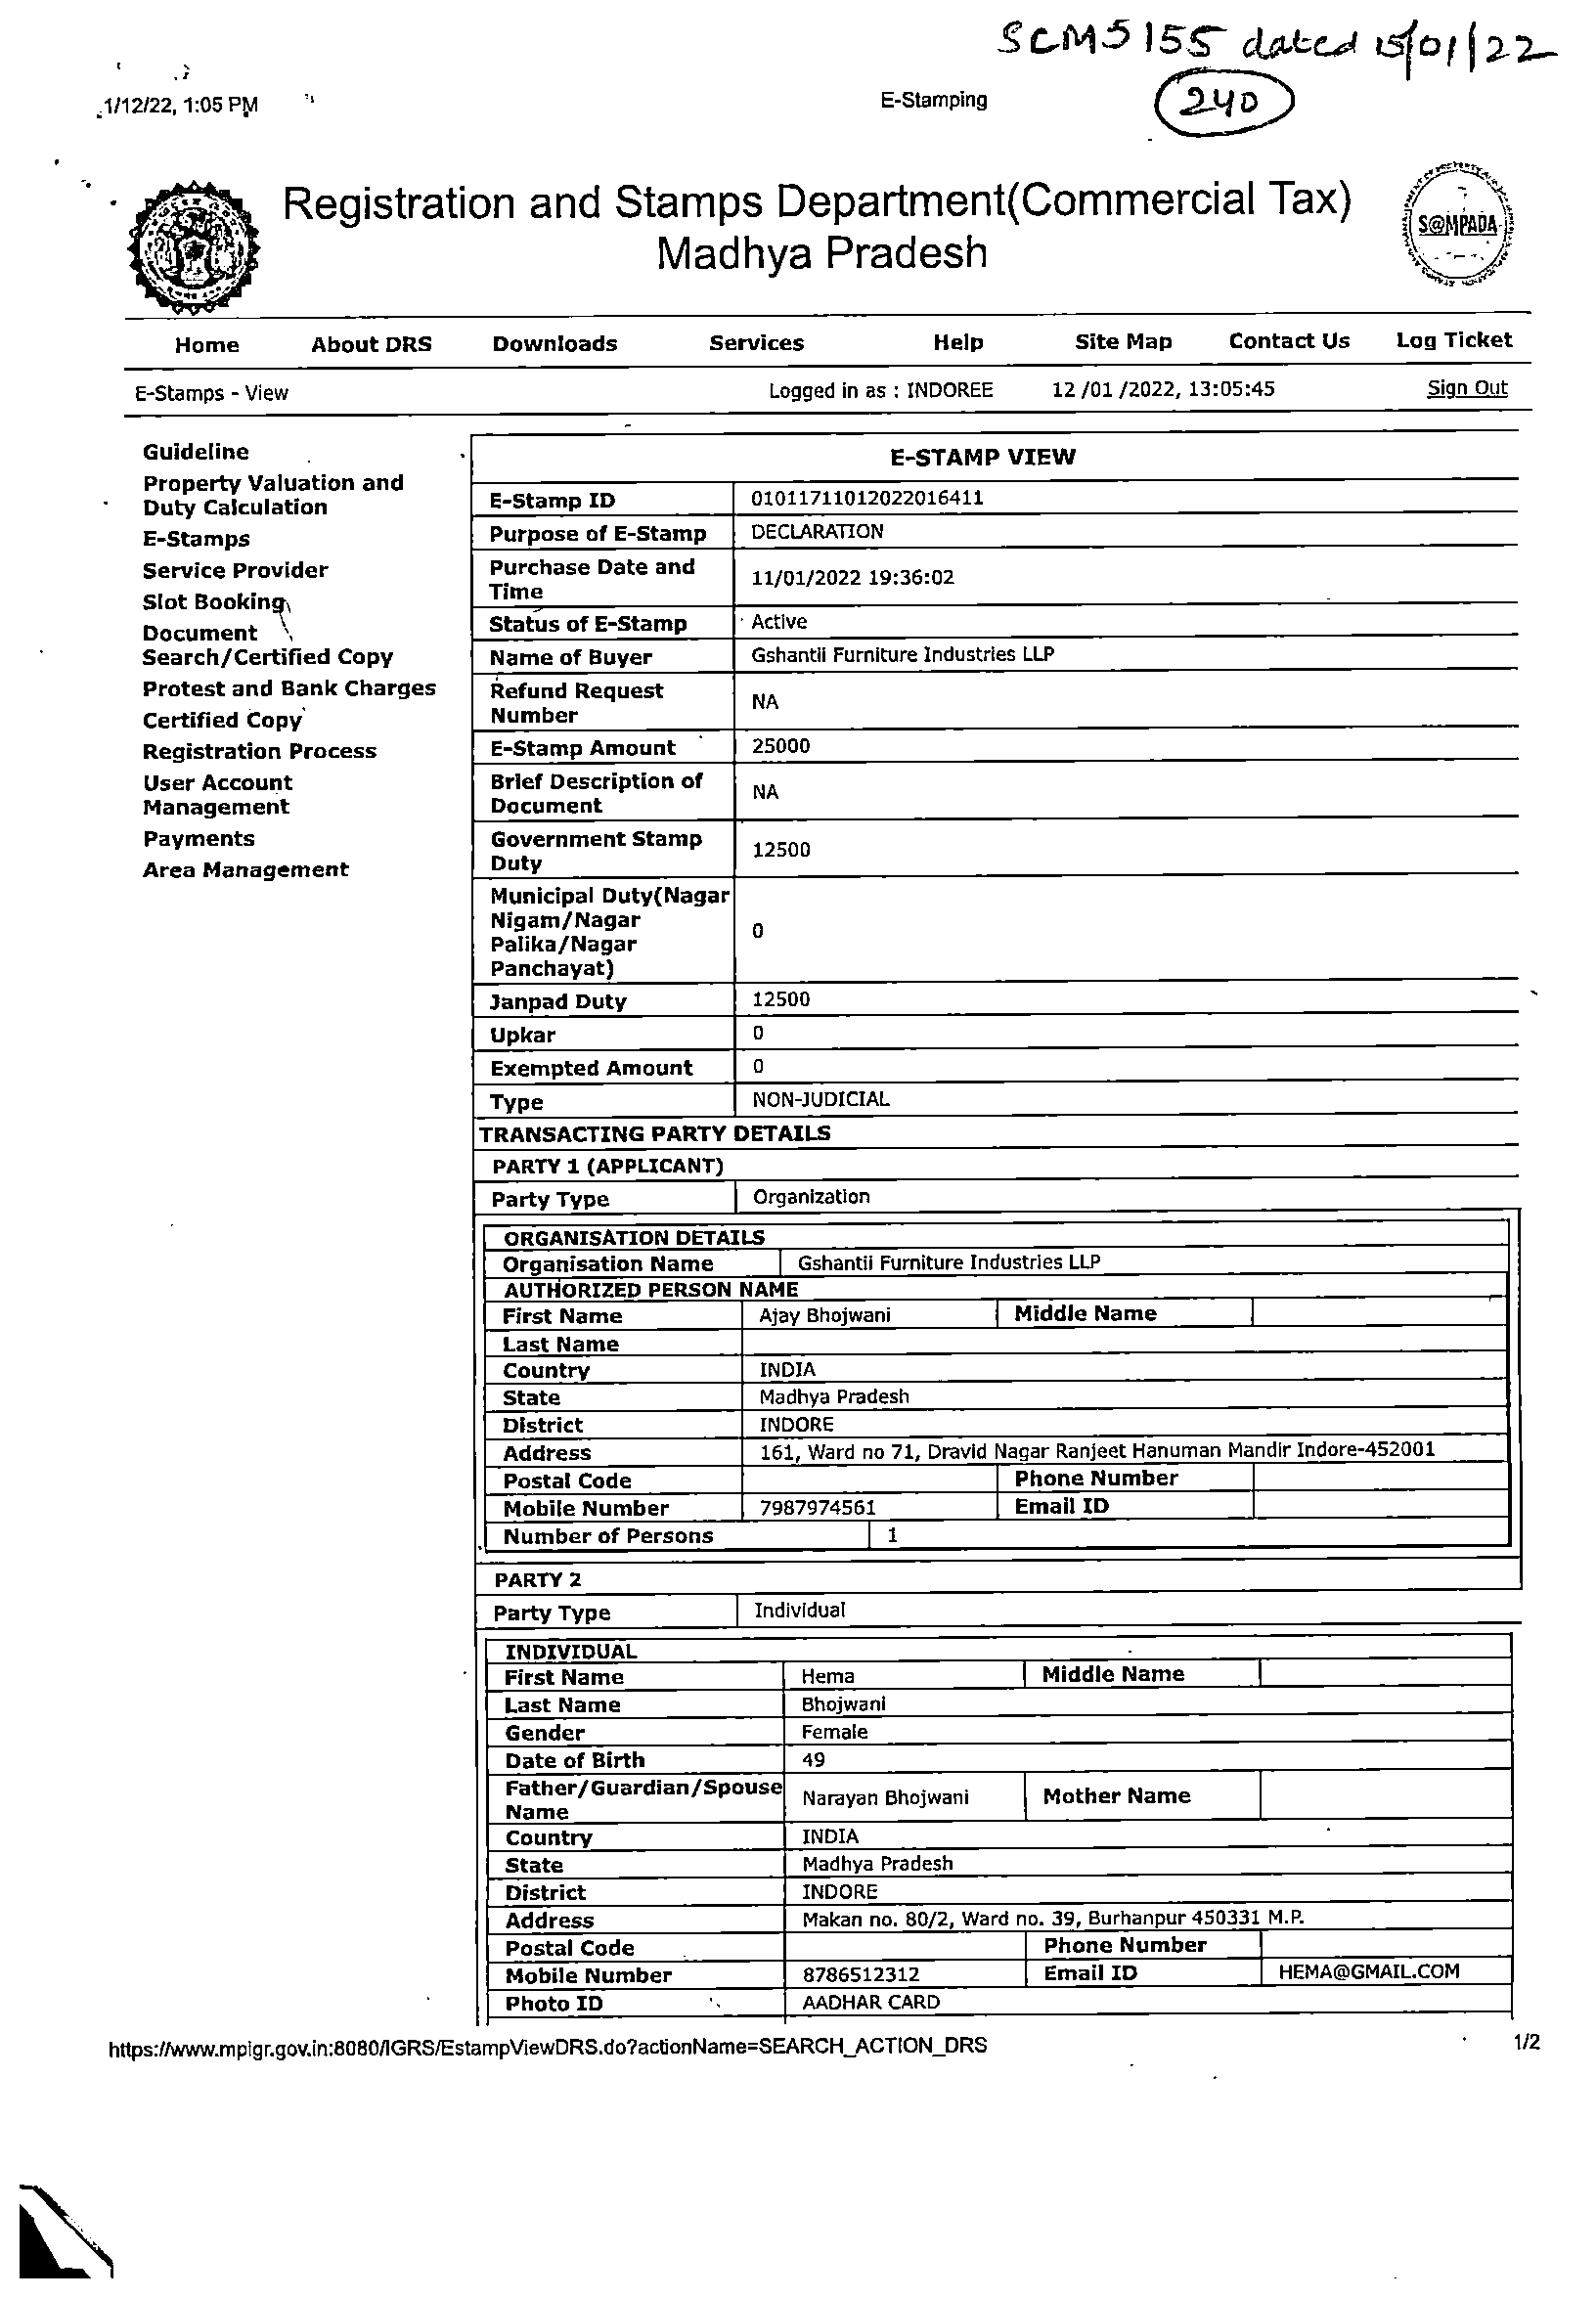 SCMS 155 dated 15/01/22
1/12/22, 1:05 PM
E-Stamping
240
Registration and Stamps Department(Commercial Tax)
Madhya Pradesh
S@MPADA
Home About DRS Downloads Services Help Site Map Contact Us Log Ticket
E-Stamps - View Logged in as : INDOREE 12 /01 /2022, 13:05:45 Sign Out
Guideline
Property Valuation and
Duty Calculation
E-Stamps
Service Provider
Slot Booking
Document
Search/Certified Copy
Protest and Bank Charges
Certified Copy
Registration Process
User Account
Management
Payments
Area Management
E-STAMP VIEW
E-Stamp ID 01011711012022016411
Purpose of E-Stamp DECLARATION
Purchase Date and
Time 11/01/2022 19:36:02
Status of E-Stamp Active
Name of Buyer Gshantii Furniture Industries LLP
Refund Request
Number NA
E-Stamp Amount 25000
Brief Description of
Document NA
Government Stamp
Duty 12500
Municipal Duty(Nagar
Nigam/Nagar
Palika/Nagar
Panchayat) 0
Janpad Duty 12500
Upkar 0
Exempted Amount 0
Type NON-JUDICIAL
TRANSACTING PARTY DETAILS
PARTY 1 (APPLICANT)
Party Type Organization
ORGANISATION DETAILS
Organisation Name Gshantii Furniture Industries LLP
AUTHORIZED PERSON NAME
First Name Ajay Bhojwani Middle Name
Last Name
Country INDIA
State Madhya Pradesh
District INDORE
Address 161, Ward no 71, Dravid Nagar Ranjeet Hanuman Mandir Indore-452001
Postal Code Phone Number
Mobile Number 7987974561 Email ID
Number of Persons 1
PARTY 2
Party Type Individual
INDIVIDUAL
First Name Hema Middle Name
Last Name Bhojwani
Gender Female
Date of Birth 49
Father/Guardian/Spouse
Name Narayan Bhojwani Mother Name
Country INDIA
State Madhya Pradesh
District INDORE
Address Makan no. 80/2, Ward no. 39, Burhanpur 450331 M.P.
Postal Code Phone Number
Mobile Number 8786512312 Email ID HEMA@GMAIL.COM
Photo ID AADHAR CARD
https://www.mpigr.gov.in:8080/IGRS/EstampViewDRS.do?actionName=SEARCH_ACTION_DRS 1/2